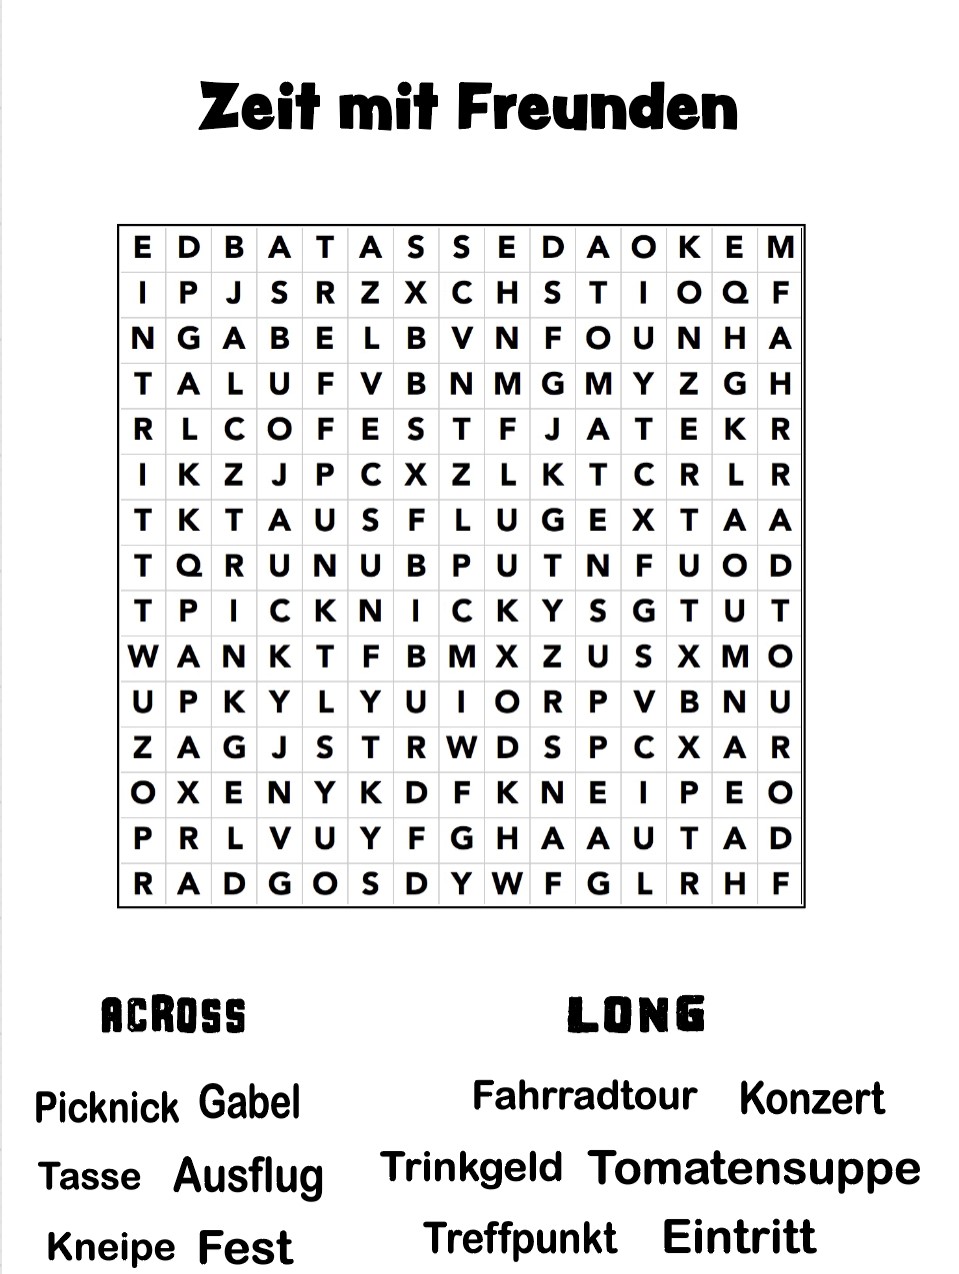 Zeit mit Freunden
E D B A T A S S E D A O K E M
I P J S R Z X C H S T I O Q F
N G A B E L B V N F O U N H A
T A L U F V B N M G M Y Z G H
R L C O F E S T F J A T E K R
I K Z J P C X Z L K T C R L R
T K T A U S F L U G E X T A A
T Q R U N U B P U T N F U O D
T P I C K N I C K Y S G T U T
W A N K T F B M X Z U S X M O
U P K Y L Y U I O R P V B N U
Z A G J S T R W D S P C X A R
O X E N Y K D F K N E I P E O
P R L V U Y F G H A A U T A D
R A D G O S D Y W F G L R H F
ACROSS LONG
Picknick Gabel Fahrradtour Konzert
Tasse Ausflug Trinkgeld Tomatensuppe
Kneipe Fest Treffpunkt Eintritt